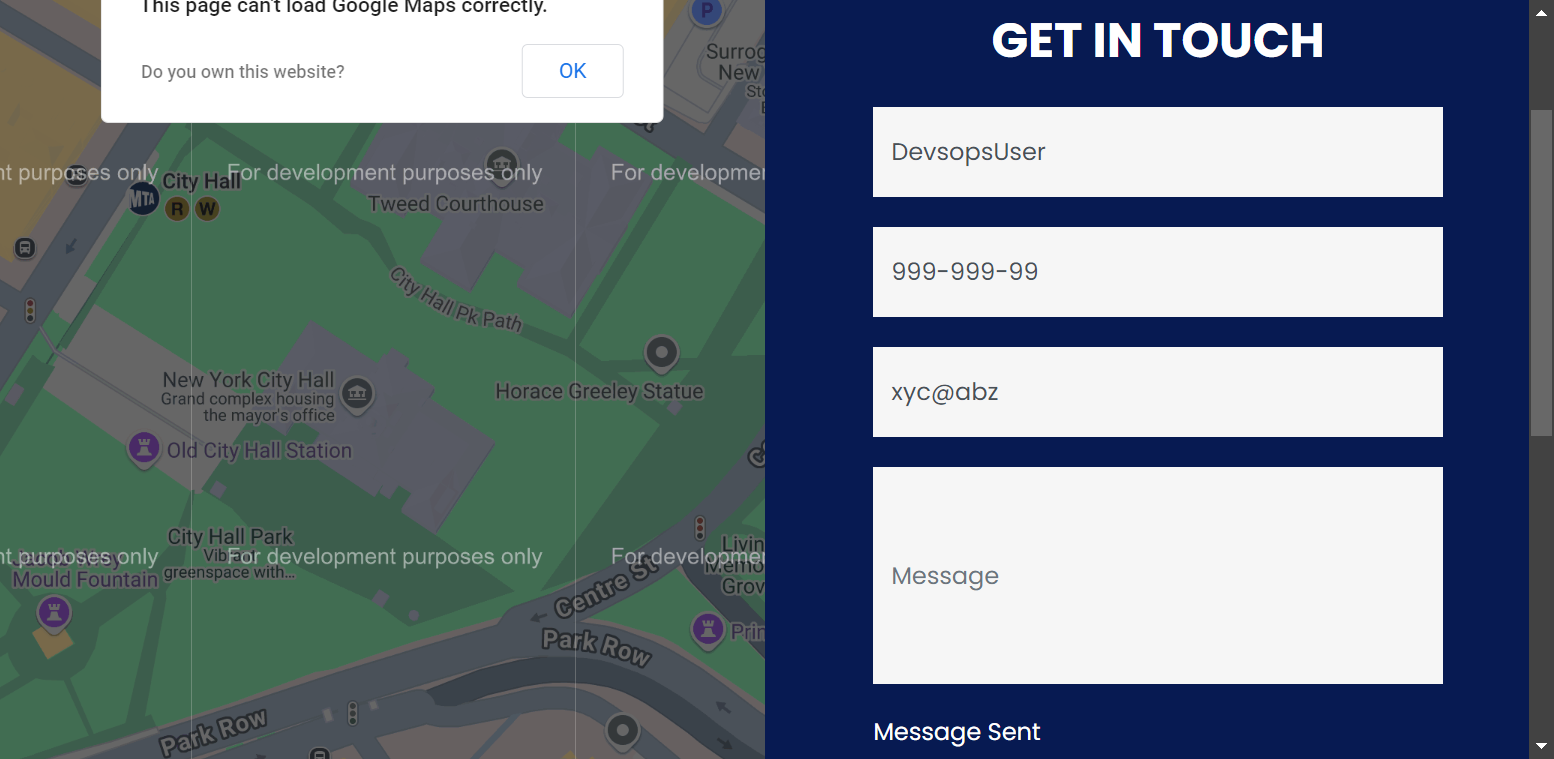 This page can't load Google Maps correctly.
Do you own this website?
OK
P
Surrog
New
For development purposes only
For developmen
nt purposes only
City Hall
MTA
R
W
Tweed Courthouse
City Hall Pk Path
New York City Hall
Grand complex housing
the mayor's office
Horace Greeley Statue
Old City Hall Station
City Hall Park
Vibrant
greenspace with...
nt purposes only
For development purposes only
For developmen
Mould Fountain
Centre St
Park Row
Park Row
Livin
Memo
Grov
Prin
GET IN TOUCH
DevsopsUser
999-999-99
xyc@abz
Message
Message Sent